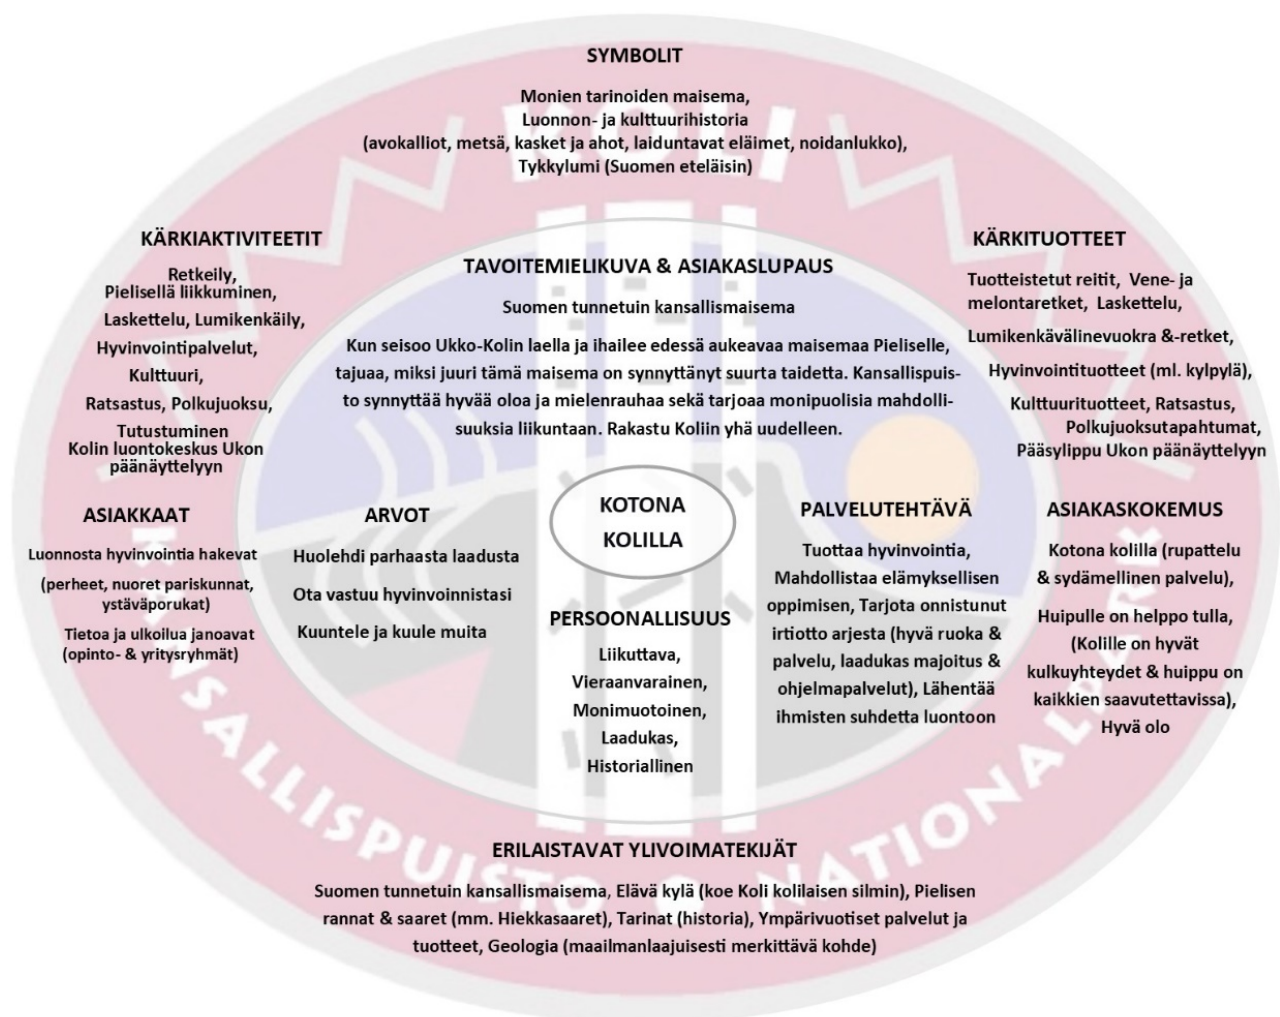 SYMBOLIT
Monien tarinoiden maisema,
Luonnon- ja kulttuurihistoria
(avokalliot, metsä, kasket ja ahot, laiduntavat eläimet, noidanlukko),
Tykkylumi (Suomen eteläisin)
KOLI
KÄRKIAKTIVITEETIT
Retkeily,
Pielisellä liikkuminen,
Laskettelu, Lumikenkäily,
Hyvinvointipalvelut,
Kulttuuri,
Ratsastus, Polkujuoksu,
Tutustuminen
Kolin luontokeskus Ukon
päänäyttelyyn
TAVOITEMIELIKUVA & ASIAKASLUPAUS
Suomen tunnetuin kansallismaisema
Kun seisoo Ukko-Kolin laella ja ihailee edessä aukeavaa maisemaa Pieliselle,
tajuaa, miksi juuri tämä maisema on synnyttänyt suurta taidetta. Kansallispuis-
to synnyttää hyvää oloa ja mielenrauhaa sekä tarjoaa monipuolisia mahdolli-
suuksia liikuntaan. Rakastu Koliin yhä uudelleen.
KÄRKITUOTTEET
Tuotteistetut reitit, Vene- ja
melontaretket, Laskettelu,
Lumikenkävälinevuokra &-retket,
Hyvinvointituotteet (ml. kylpylä),
Kulttuurituotteet, Ratsastus,
Polkujuoksutapahtumat,
Pääsylippu Ukon päänäyttelyyn
ASIAKKAAT
Luonnosta hyvinvointia hakevat
(perheet, nuoret pariskunnat,
ystäväporukat)
Tietoa ja ulkoilua janoavat
(opinto- & yritysryhmät)
ARVOT
Huolehdi parhaasta laadusta
Ota vastuu hyvinvoinnistasi
Kuuntele ja kuule muita
KOTONA
KOLILLA
PERSOONALLISUUS
Liikuttava,
Vieraanvarainen,
Monimuotoinen,
Laadukas,
Historiallinen
PALVELUTEHTÄVÄ
Tuottaa hyvinvointia,
Mahdollistaa elämyksellisen
oppimisen, Tarjota onnistunut
irtiotto arjesta (hyvä ruoka &
palvelu, laadukas majoitus &
ohjelmapalvelut), Lähentää
ihmisten suhdetta luontoon
ASIAKASKOKEMUS
Kotona kolilla (rupattelu
& sydämellinen palvelu),
Huipulle on helppo tulla,
(Kolille on hyvät
kulkuyhteydet & huippu on
kaikkien saavutettavissa),
Hyvä olo
KANSALLISPUISTO NATIONAL PARK
ERILAISTAVAT YLIVOIMATEKIJÄT
Suomen tunnetuin kansallismaisema, Elävä kylä (koe Koli kolilaisen silmin), Pielisen
rannat & saaret (mm. Hiekkasaaret), Tarinat (historia), Ympärivuotiset palvelut ja
tuotteet, Geologia (maailmanlaajuisesti merkittävä kohde)